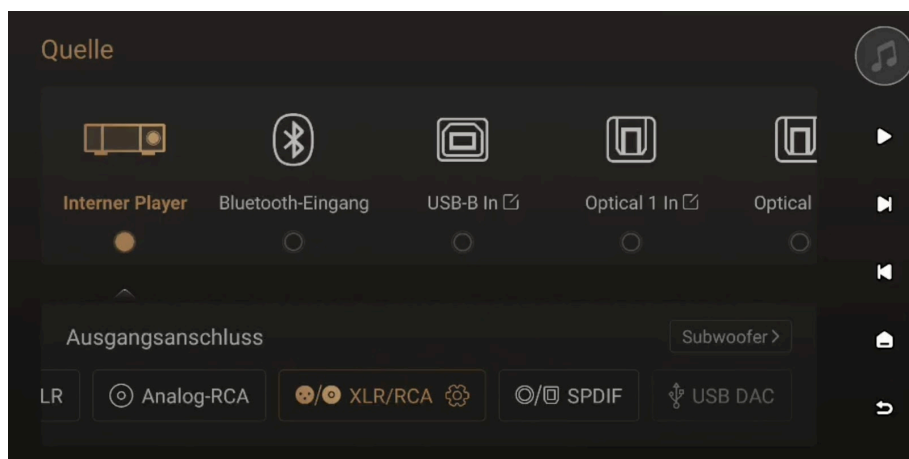 Quelle
Interner Player Bluetooth-Eingang USB-B In Optical 1 In Optical
Ausgangsanschluss Subwoofer >
LR Analog-RCA XLR/RCA SPDIF USB DAC